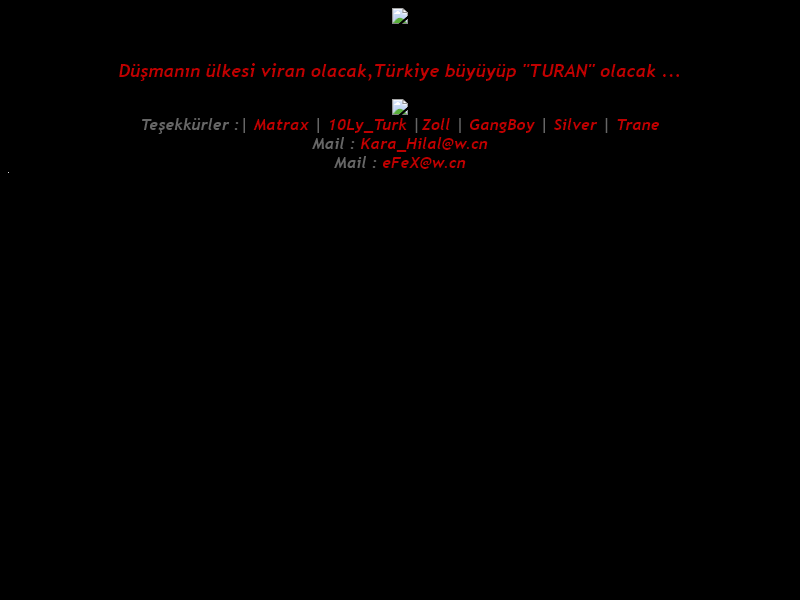 Düşmanın ülkesi viran olacak,Türkiye büyüyüp "TURAN" olacak ...
Teşekkürler :| Matrax | 10Ly_Turk |Zoll | GangBoy | Silver | Trane
Mail : Kara_Hilal@w.cn
Mail : eFeX@w.cn